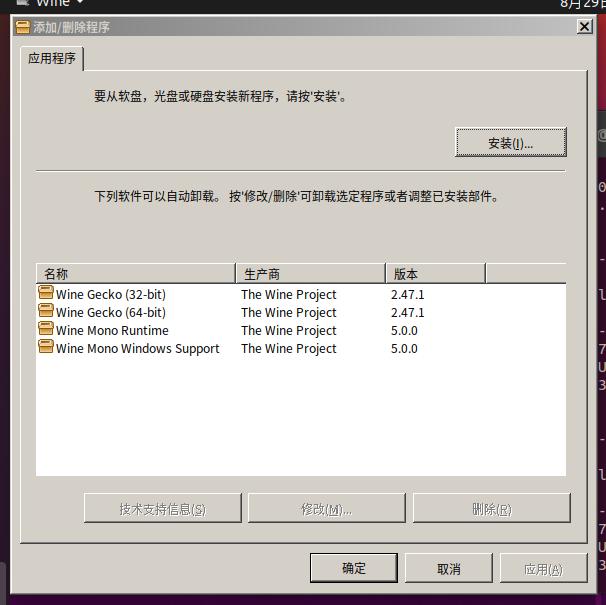 Wine
8月29日
添加/删除程序
应用程序
要从软盘，光盘或硬盘安装新程序，请按'安装'。
安装(I)...
下列软件可以自动卸载。 按'修改/删除'可卸载选定程序或者调整已安装部件。
名称 生产商 版本
Wine Gecko (32-bit) The Wine Project 2.47.1
Wine Gecko (64-bit) The Wine Project 2.47.1
Wine Mono Runtime The Wine Project 5.0.0
Wine Mono Windows Support The Wine Project 5.0.0
技术支持信息(S) 修改(M)... 删除(R)
确定 取消 应用(A)